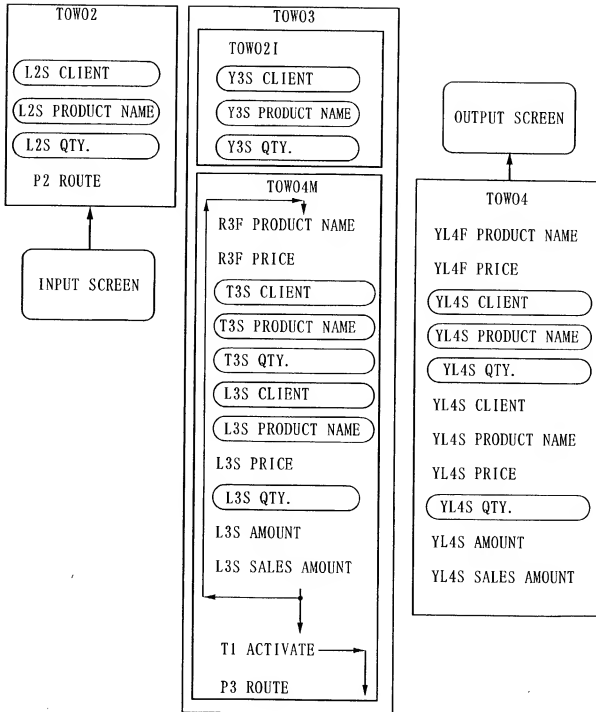 TOWO2
L2S CLIENT
L2S PRODUCT NAME
L2S QTY.
P2 ROUTE
INPUT SCREEN
TOWO3
TOWO2I
Y3S CLIENT
Y3S PRODUCT NAME
Y3S QTY.
TOWO4M
R3F PRODUCT NAME
R3F PRICE
T3S CLIENT
T3S PRODUCT NAME
T3S QTY.
L3S CLIENT
L3S PRODUCT NAME
L3S PRICE
L3S QTY.
L3S AMOUNT
L3S SALES AMOUNT
T1 ACTIVATE
P3 ROUTE
OUTPUT SCREEN
TOWO4
YL4F PRODUCT NAME
YL4F PRICE
YL4S CLIENT
YL4S PRODUCT NAME
YL4S QTY.
YL4S CLIENT
YL4S PRODUCT NAME
YL4S PRICE
YL4S QTY.
YL4S AMOUNT
YL4S SALES AMOUNT